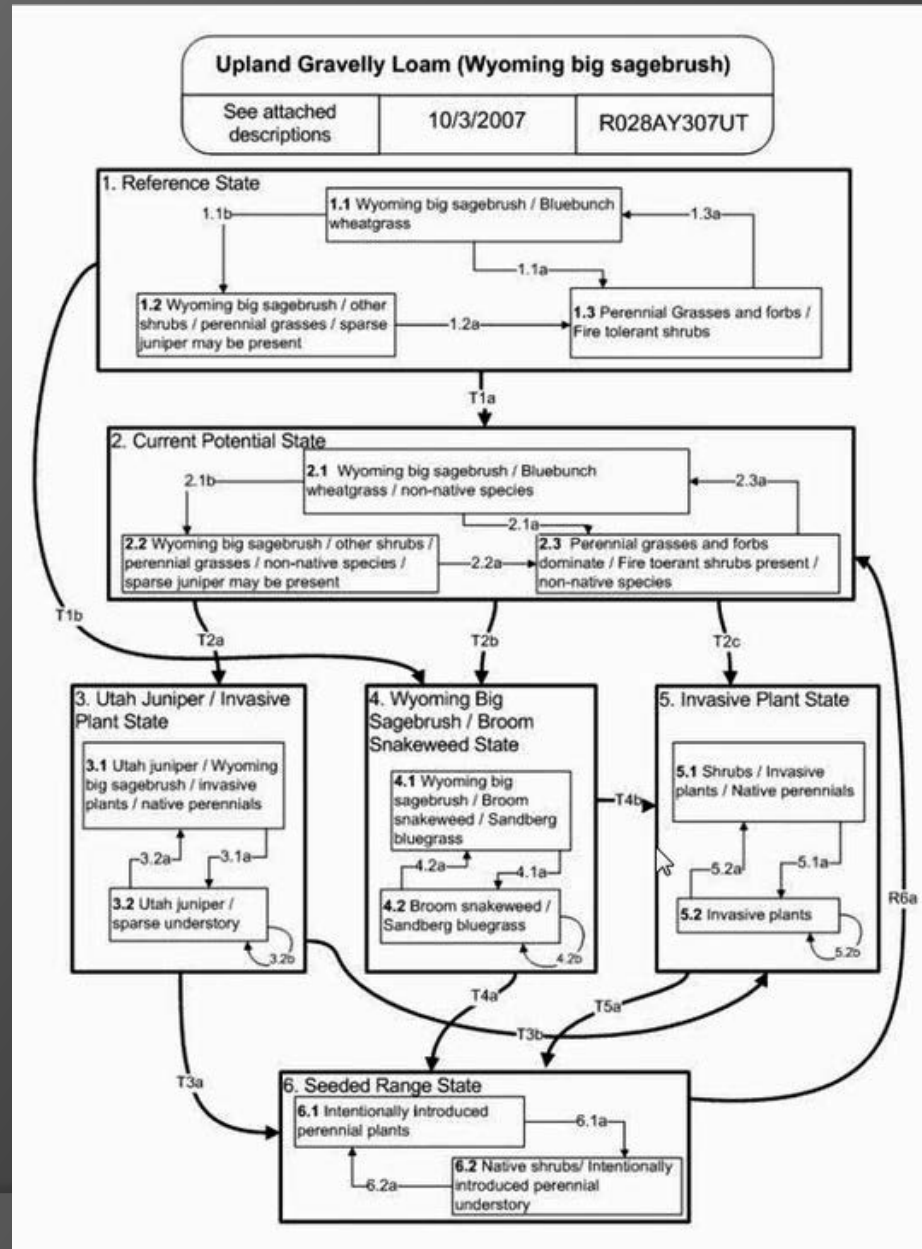 Upland Gravelly Loam (Wyoming big sagebrush)
See attached
descriptions
10/3/2007
R028AY307UT
1. Reference State
1.1 Wyoming big sagebrush / Bluebunch
wheatgrass
1.1b
1.3a
1.1a
1.2 Wyoming big sagebrush / other
shrubs / perennial grasses / sparse
juniper may be present
1.2a
1.3 Perennial Grasses and forbs /
Fire tolerant shrubs
T1a
2. Current Potential State
2.1 Wyoming big sagebrush / Bluebunch
wheatgrass / non-native species
2.1b
2.3a
2.1a
2.2 Wyoming big sagebrush / other shrubs /
perennial grasses / non-native species /
sparse juniper may be present
2.2a
2.3 Perennial grasses and forbs
dominate / Fire toerant shrubs present /
non-native species
T1b
T2a
T2b
T2c
3. Utah Juniper / Invasive
Plant State
3.1 Utah juniper / Wyoming
big sagebrush / invasive
plants / native perennials
3.2a
3.1a
3.2 Utah juniper /
sparse understory
3.2b
4. Wyoming Big
Sagebrush / Broom
Snakeweed State
4.1 Wyoming big
sagebrush / Broom
snakeweed / Sandberg
bluegrass
4.2a
4.1a
4.2 Broom snakeweed /
Sandberg bluegrass
4.2b
T4b
5. Invasive Plant State
5.1 Shrubs / Invasive
plants / Native perennials
5.2a
5.1a
5.2 Invasive plants
5.2b
R6a
T4a
T5a
T3b
T3a
6. Seeded Range State
6.1 Intentionally introduced
perennial plants
6.1a
6.2 Native shrubs/ Intentionally
introduced perennial
understory
6.2a